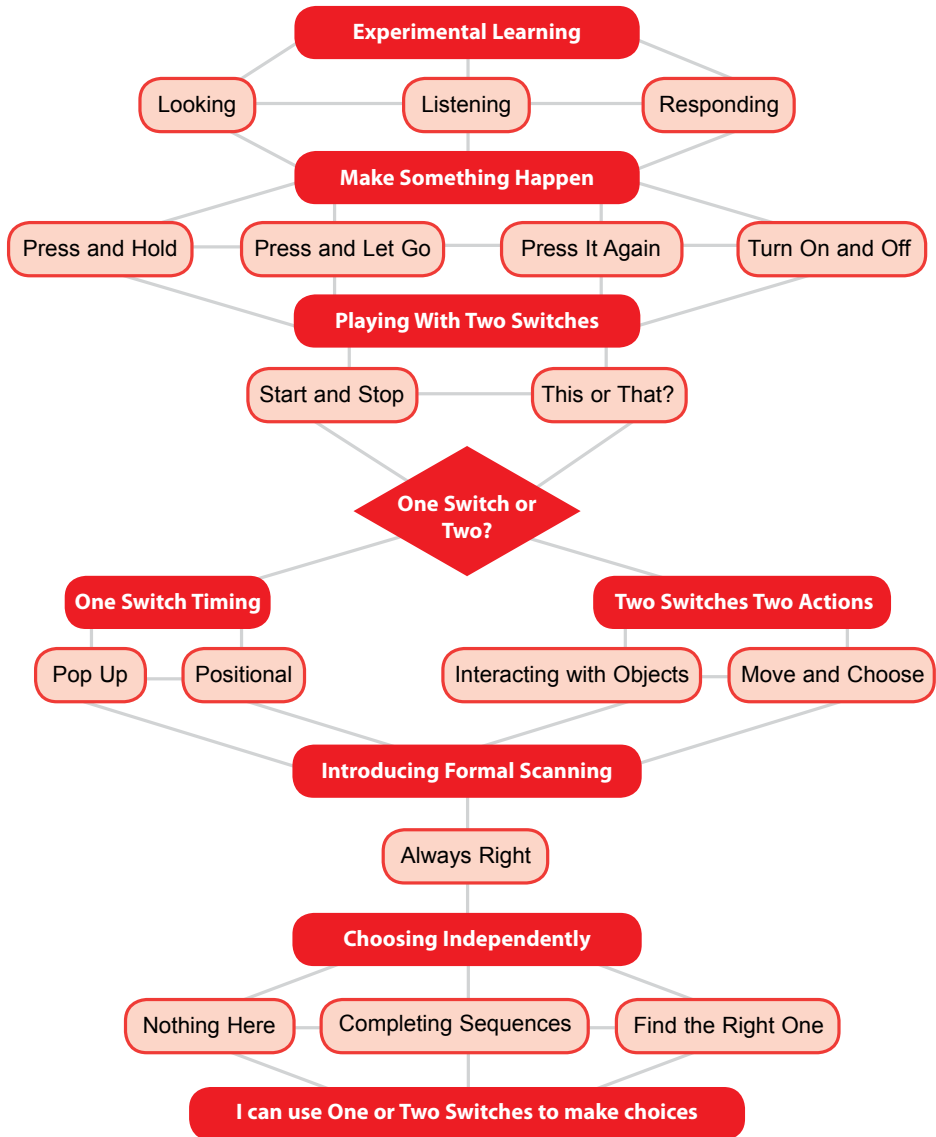 Experimental Learning
Looking
Listening
Responding
Make Something Happen
Press and Hold
Press and Let Go
Press It Again
Turn On and Off
Playing With Two Switches
Start and Stop
This or That?
One Switch or
Two?
One Switch Timing
Two Switches Two Actions
Pop Up
Positional
Interacting with Objects
Move and Choose
Introducing Formal Scanning
Always Right
Choosing Independently
Nothing Here
Completing Sequences
Find the Right One
I can use One or Two Switches to make choices